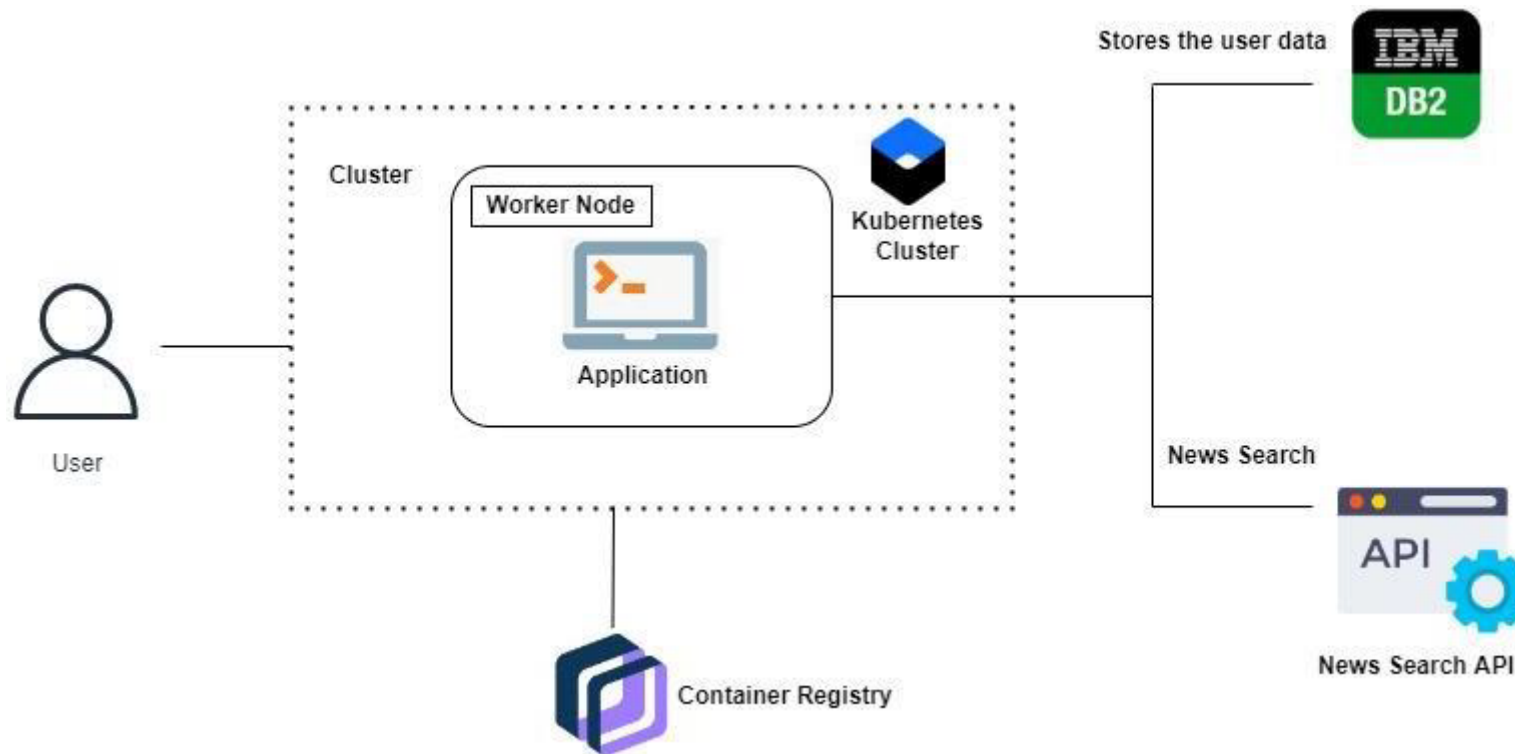 Stores the user data
IBM
DB2
Cluster
Worker Node
Kubernetes
Cluster
Application
User
News Search
API
News Search API
Container Registry